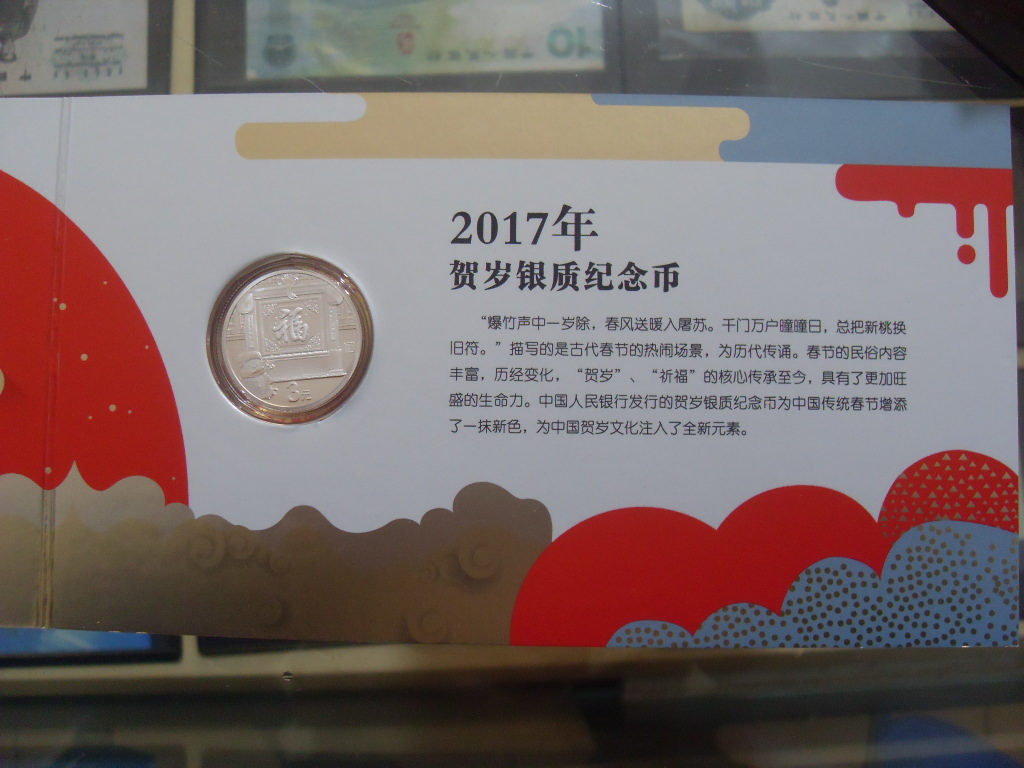 10
2017年
贺岁银质纪念币
“爆竹声中一岁除，春风送暖入屠苏。千门万户曈曈日，总把新桃换
旧符。”描写的是古代春节的热闹场景，为历代传诵。春节的民俗内容
丰富，历经变化，“贺岁”、“祈福”的核心传承至今，具有了更加旺
盛的生命力。中国人民银行发行的贺岁银质纪念币为中国传统春节增添
了一抹新色，为中国贺岁文化注入了全新元素。
福
3元